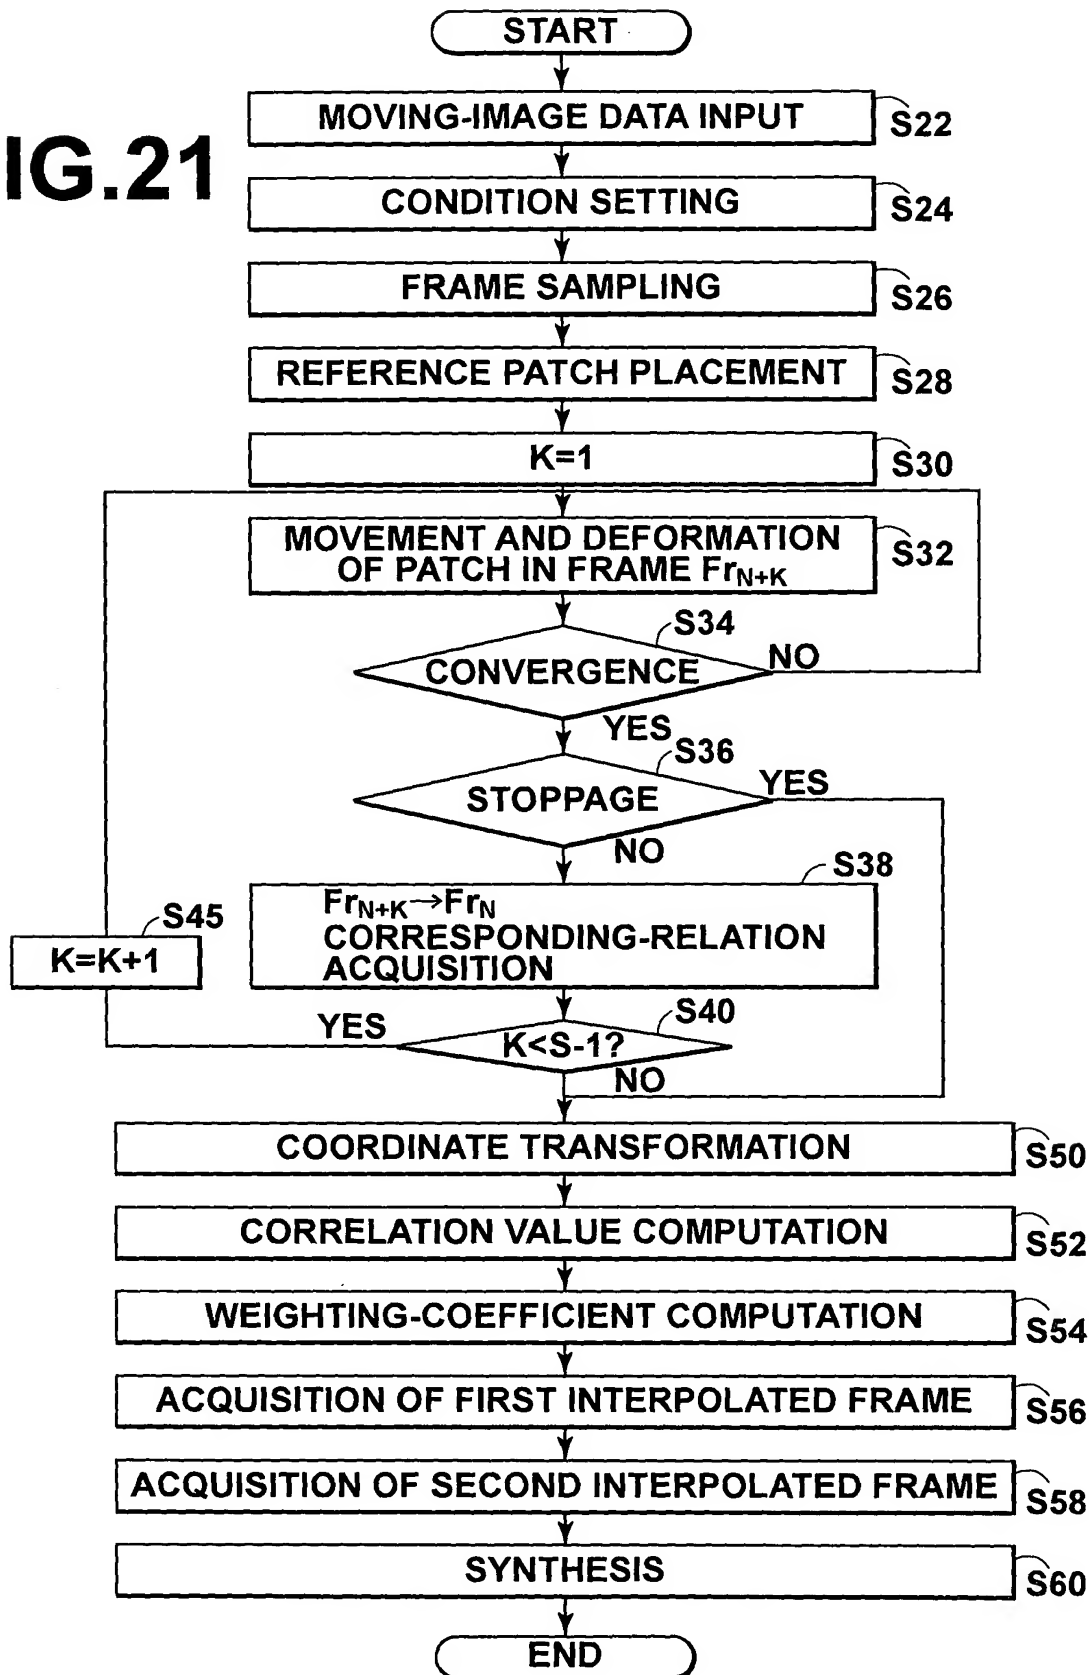 START
MOVING-IMAGE DATA INPUT
S22
IG.21
CONDITION SETTING
S24
FRAME SAMPLING
S26
REFERENCE PATCH PLACEMENT
S28
K=1
S30
MOVEMENT AND DEFORMATION
OF PATCH IN FRAME FrN+K
S32
S34
CONVERGENCE
NO
YES
S36
STOPPAGE
YES
NO
S38
FrN+K→FrN
CORRESPONDING-RELATION
ACQUISITION
S45
K=K+1
S40
YES
K<S-1?
NO
COORDINATE TRANSFORMATION
S50
CORRELATION VALUE COMPUTATION
S52
WEIGHTING-COEFFICIENT COMPUTATION
S54
ACQUISITION OF FIRST INTERPOLATED FRAME
S56
ACQUISITION OF SECOND INTERPOLATED FRAME
S58
SYNTHESIS
S60
END